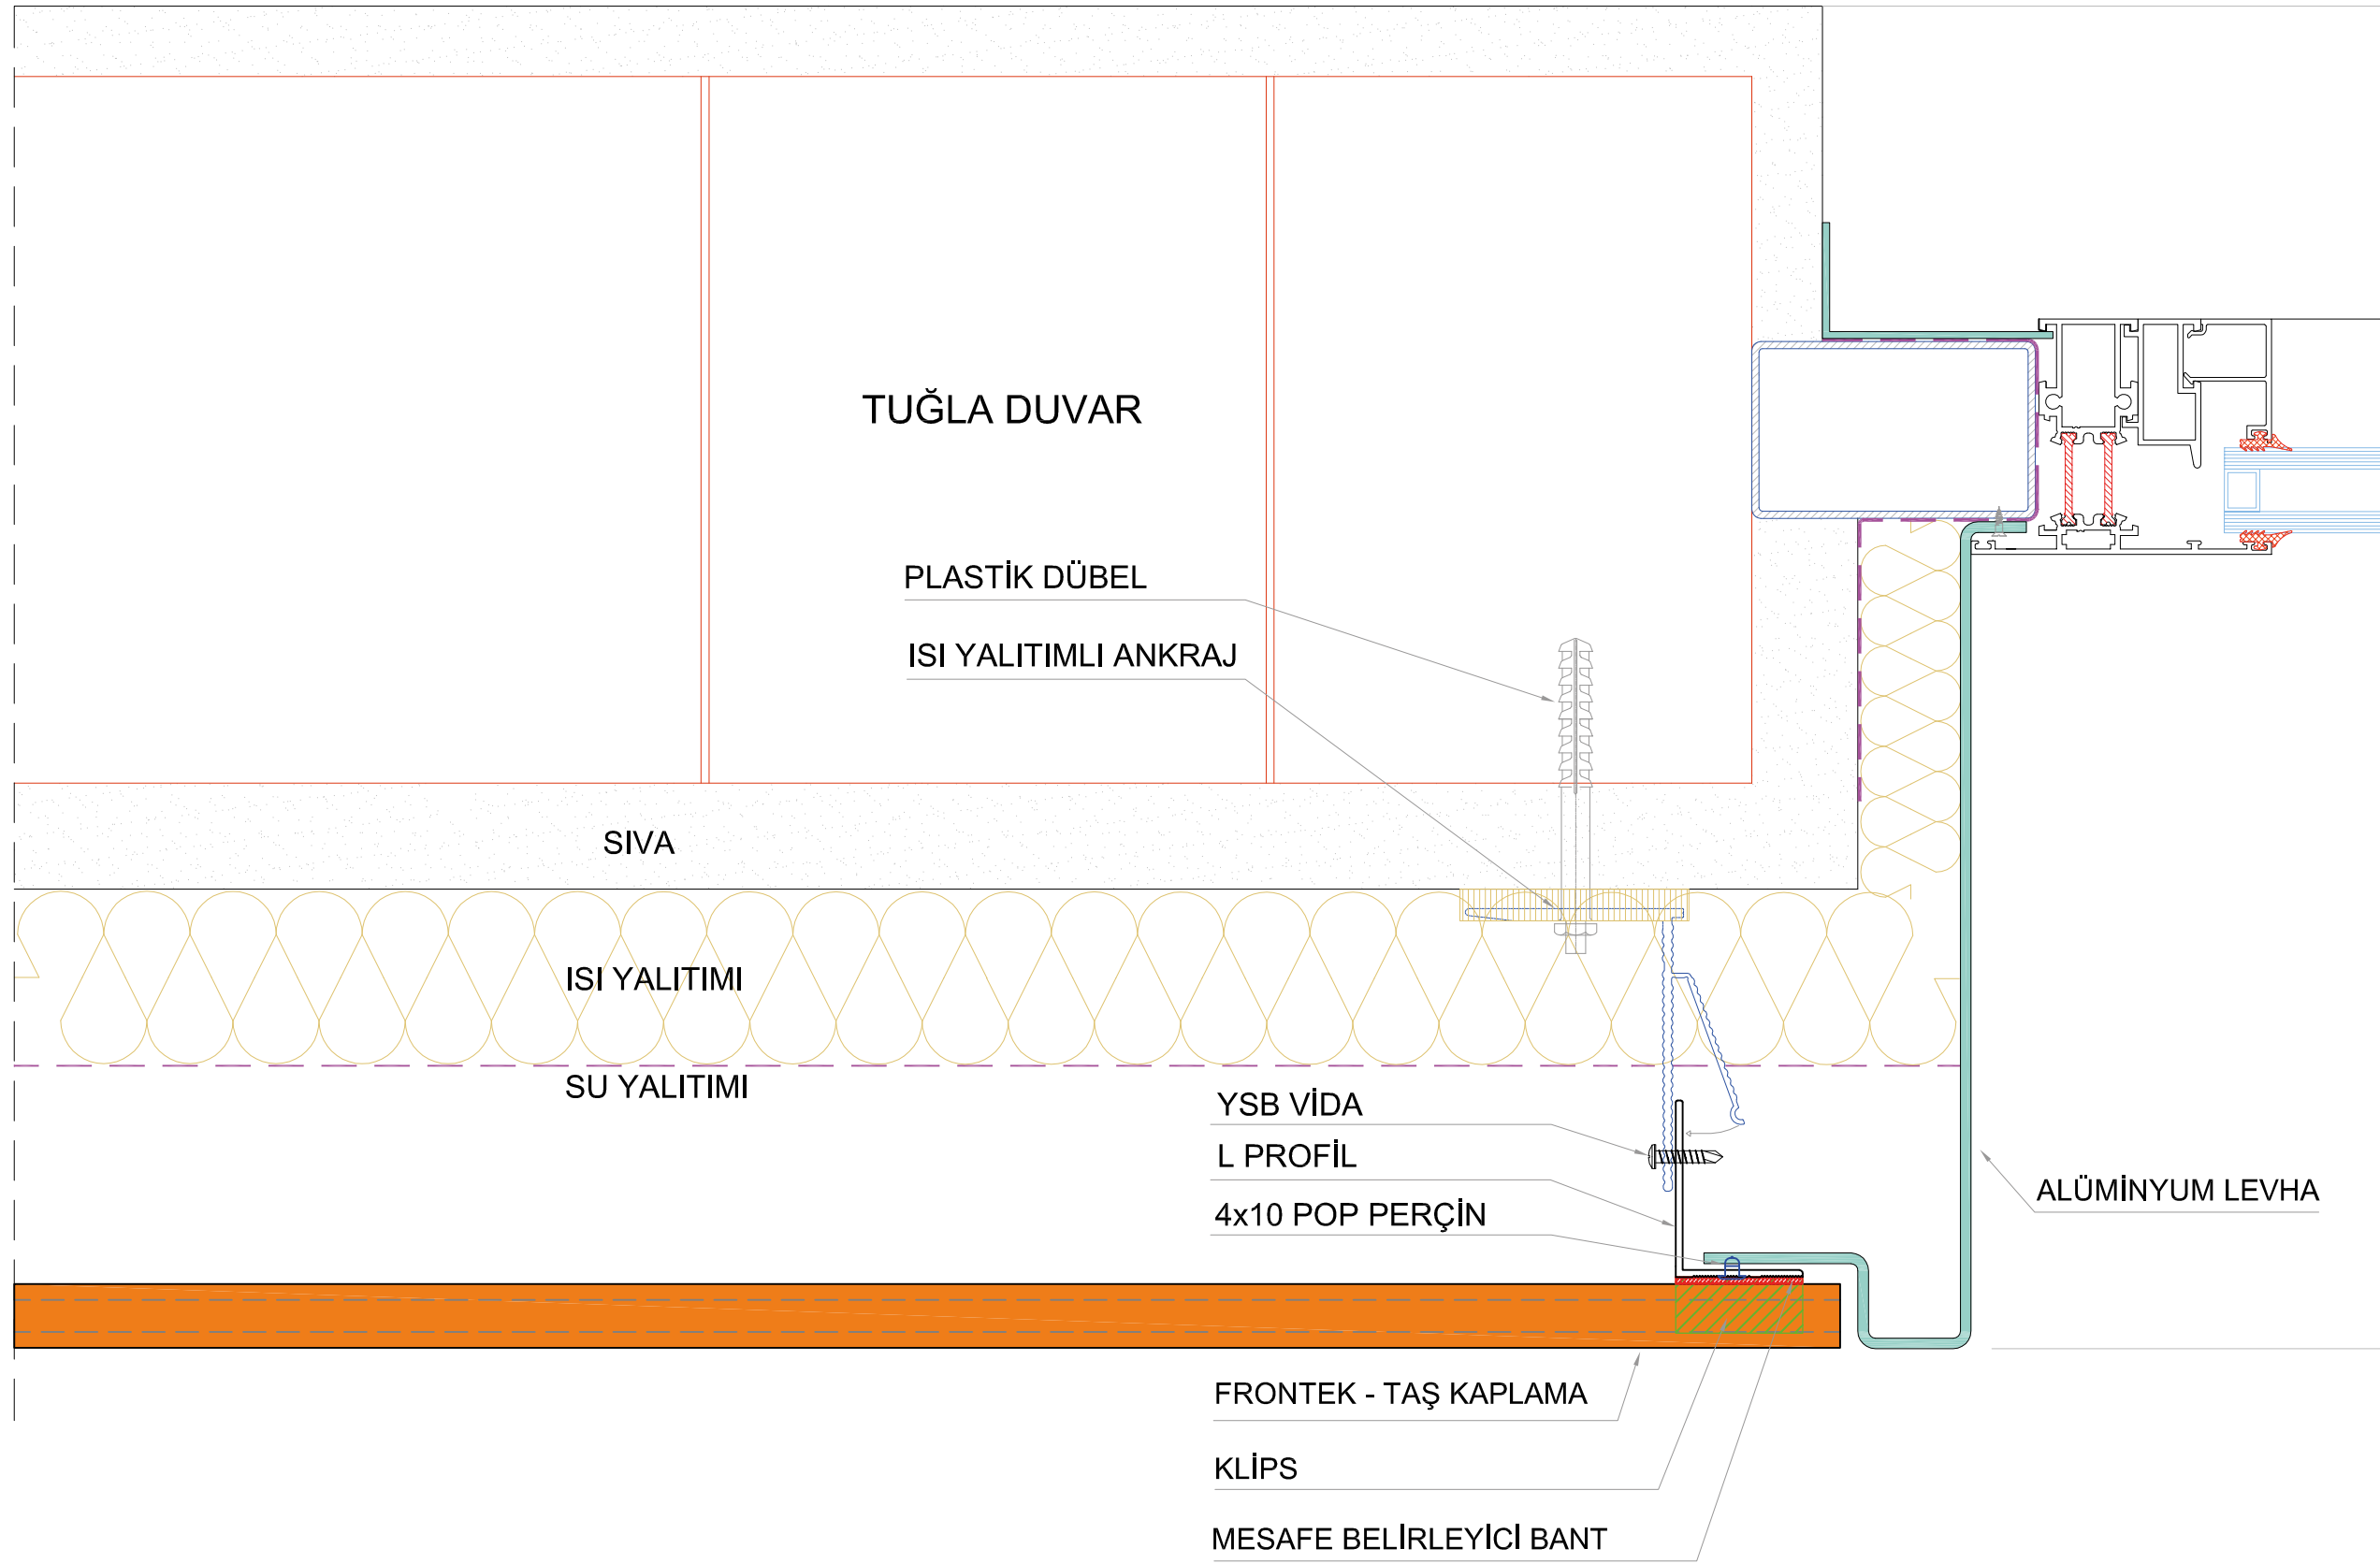 TUĞLA DUVAR
PLASTİK DÜBEL
ISI YALITIMLI ANKRAJ
SIVA
ISI YALITIMI
SU YALITIMI
YSB VİDA
L PROFİL
4x10 POP PERÇİN
ALÜMİNYUM LEVHA
FRONTEK - TAŞ KAPLAMA
KLİPS
MESAFE BELİRLEYİCİ BANT